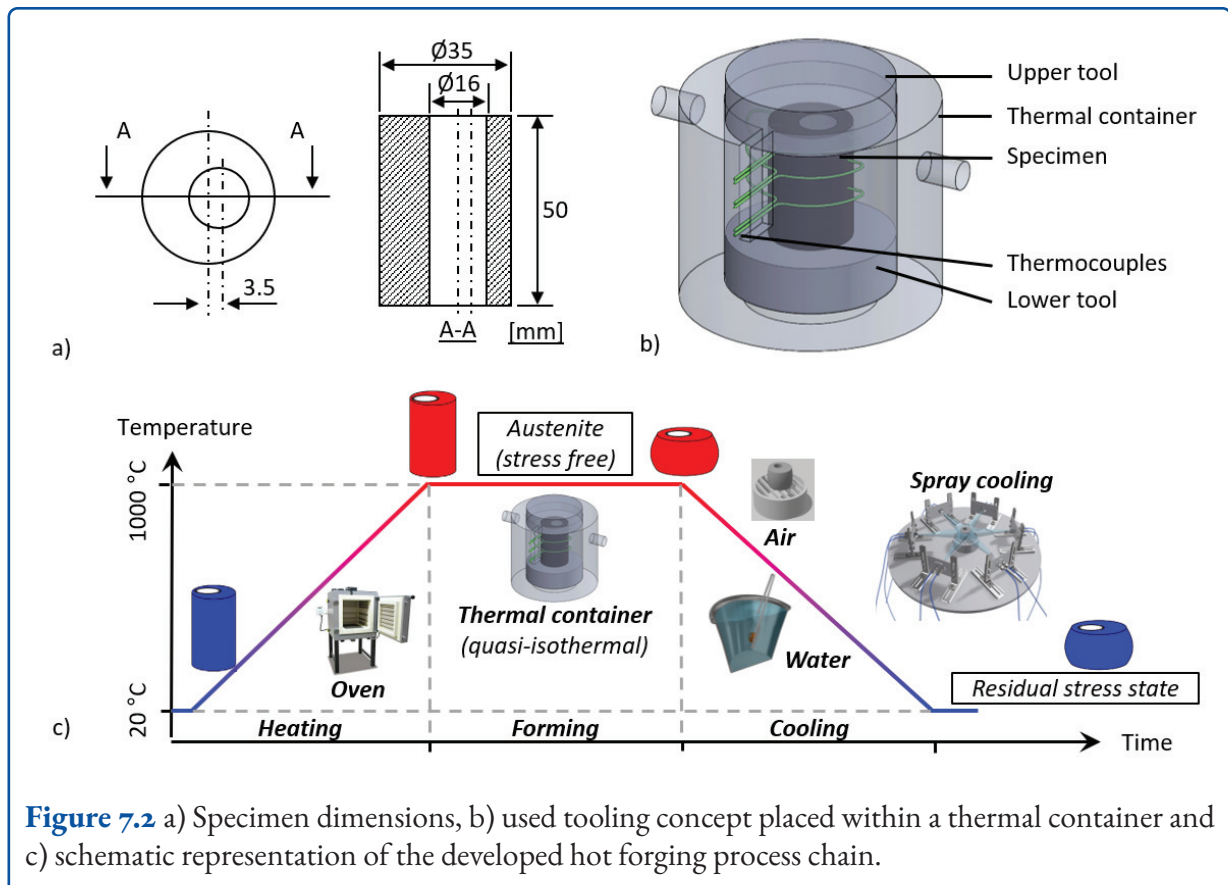 A
A
3.5
a)
Ø35
Ø16
50
A-A
[mm]
Upper tool
Thermal container
Specimen
Thermocouples
Lower tool
b)
Temperature
1000 °C
20 °C
Austenite
(stress free)
Oven
Thermal container
(quasi-isothermal)
Air
Water
Spray cooling
Residual stress state
c)
Heating
Forming
Cooling
Time
Figure 7.2 a) Specimen dimensions, b) used tooling concept placed within a thermal container and
c) schematic representation of the developed hot forging process chain.